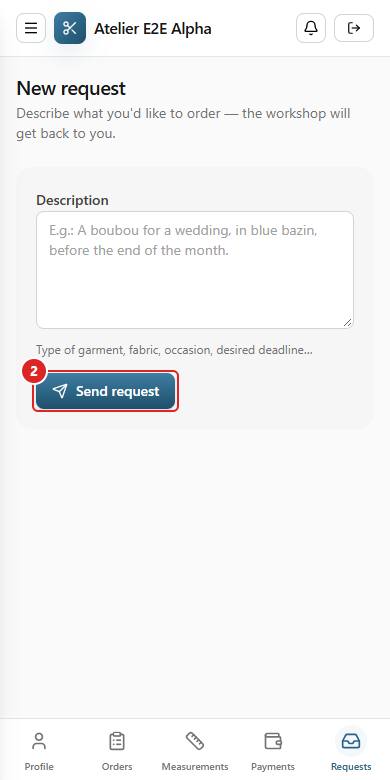 Atelier E2E Alpha
New request
Describe what you'd like to order — the workshop will
get back to you.
Description
E.g.: A boubou for a wedding, in blue bazin,
before the end of the month.
Type of garment, fabric, occasion, desired deadline...
2
Send request
Profile
Orders
Measurements
Payments
Requests